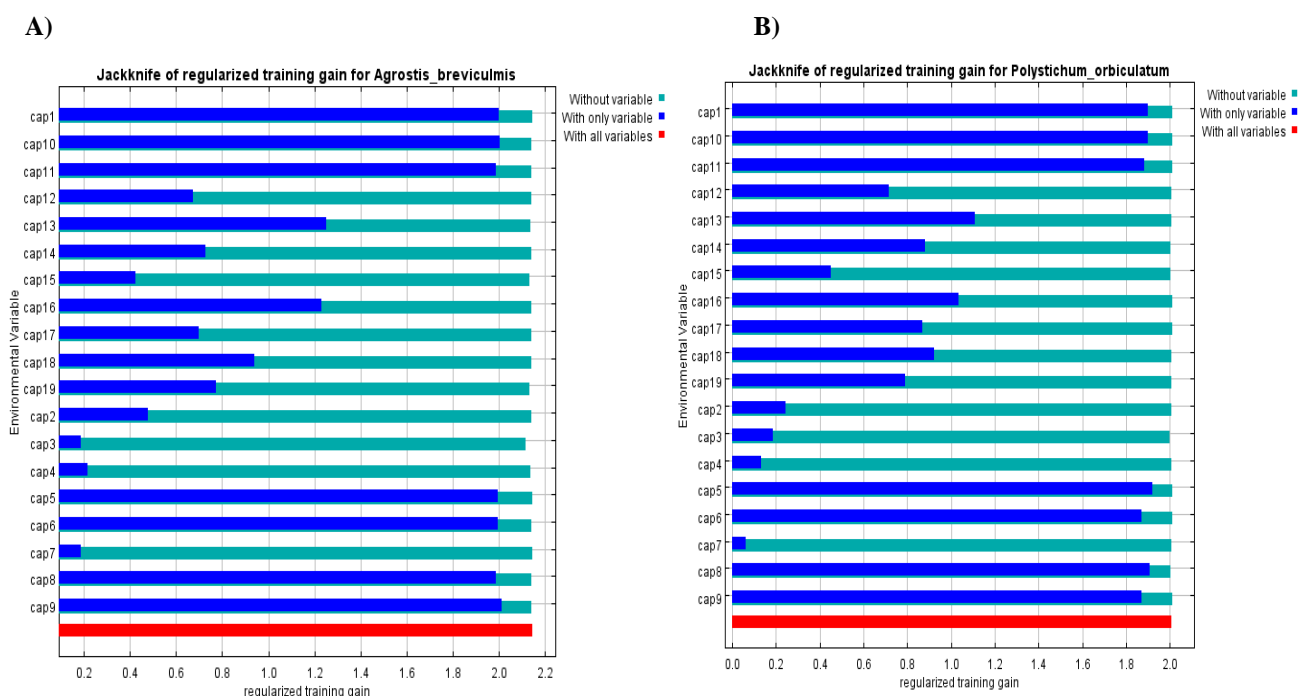 A)
Jackknife of regularized training gain for Agrostis_breviculmis
Without variable
With only variable
With all variables
Environmental Variable
cap1
cap10
cap11
cap12
cap13
cap14
cap15
cap16
cap17
cap18
cap19
cap2
cap3
cap4
cap5
cap6
cap7
cap8
cap9
0.2 0.4 0.6 0.8 1.0 1.2 1.4 1.6 1.8 2.0 2.2
regularized training gain
B)
Jackknife of regularized training gain for Polystichum_orbiculatum
Without variable
With only variable
With all variables
Environmental Variable
cap1
cap10
cap11
cap12
cap13
cap14
cap15
cap16
cap17
cap18
cap19
cap2
cap3
cap4
cap5
cap6
cap7
cap8
cap9
0.0 0.2 0.4 0.6 0.8 1.0 1.2 1.4 1.6 1.8 2.0
regularized training gain